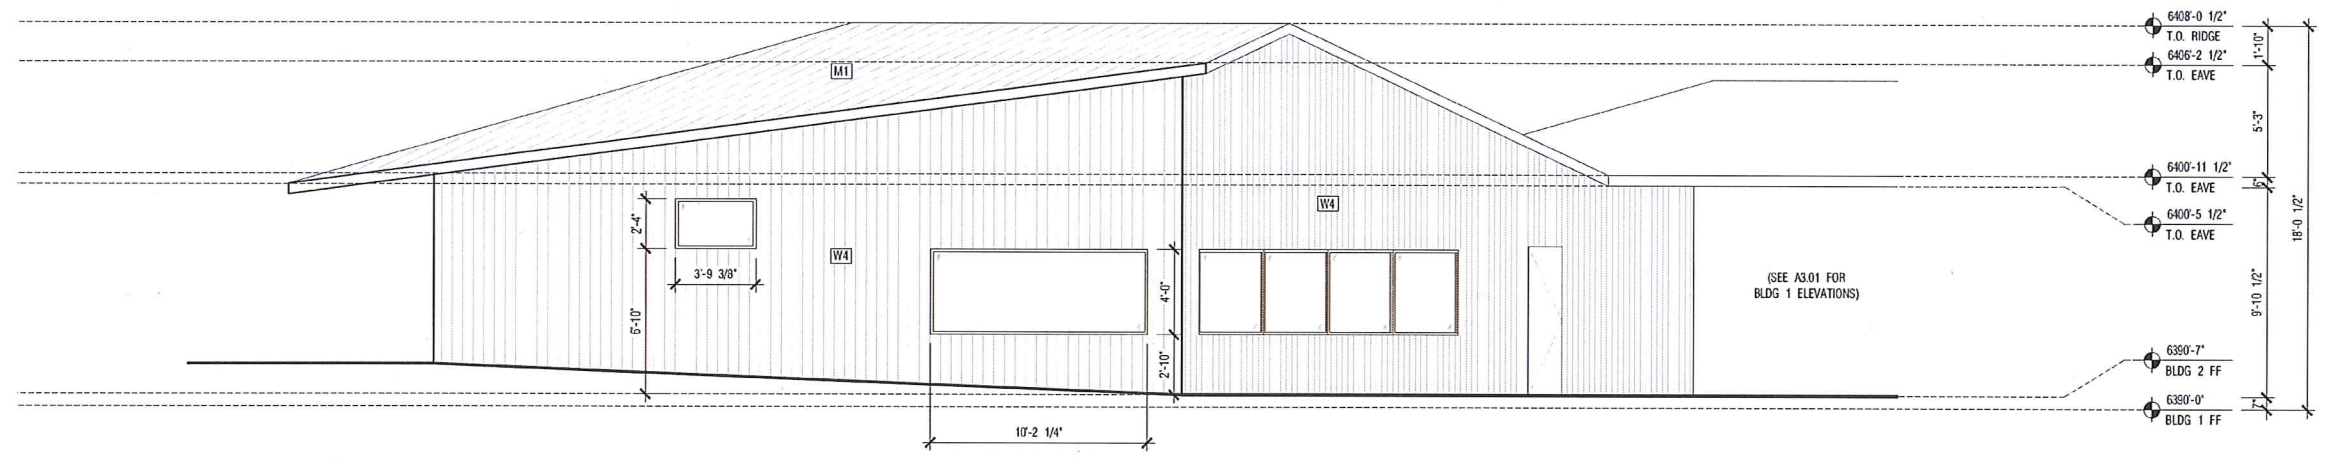 6408'-0 1/2"
T.O. RIDGE
1'-10"
6406'-2 1/2"
T.O. EAVE
M1
5'-3"
6400'-11 1/2"
T.O. EAVE
6"
6400'-5 1/2"
T.O. EAVE
18'-0 1/2"
W4
2'-4"
W4
3'-9 3/8"
4'-0"
(SEE A3.01 FOR
BLDG 1 ELEVATIONS)
9'-10 1/2"
6'-10"
2'-10"
6390'-7"
BLDG 2 FF
7"
6390'-0"
BLDG 1 FF
10'-2 1/4"